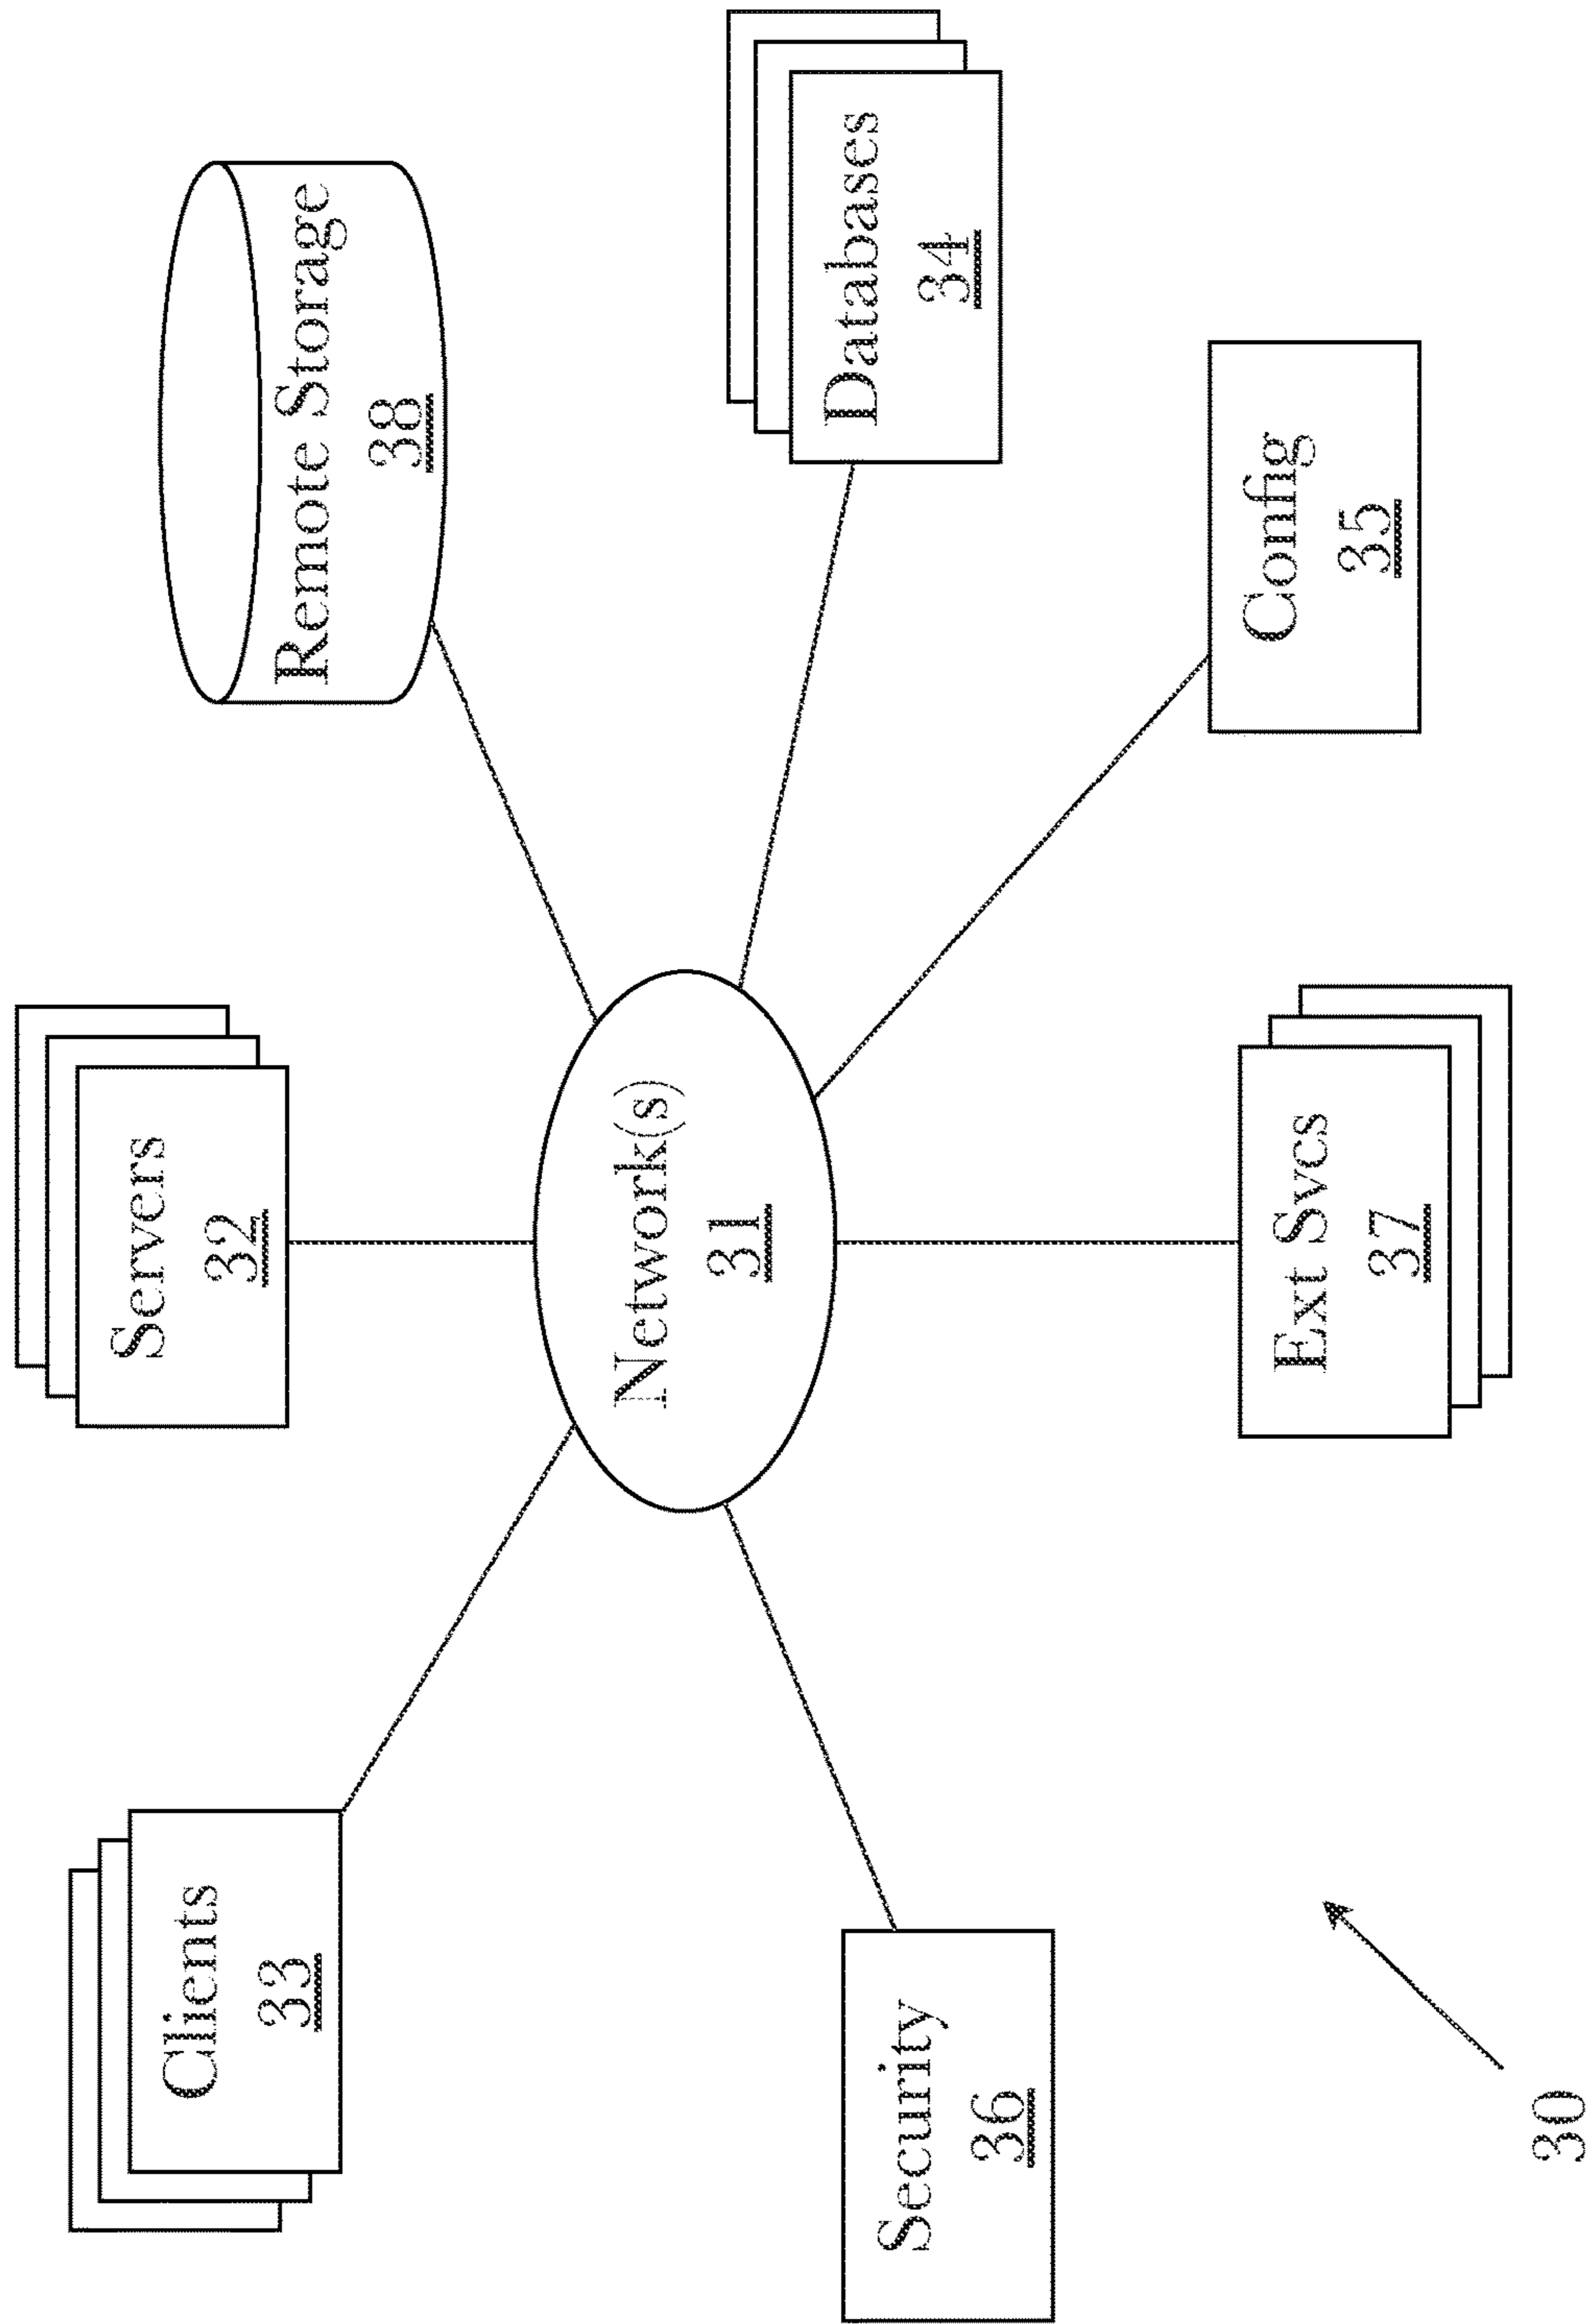 Servers
32
Clients
33
Remote Storage
38
Network(s)
31
Databases
34
Security
36
Ext Svcs
37
Config
35
30